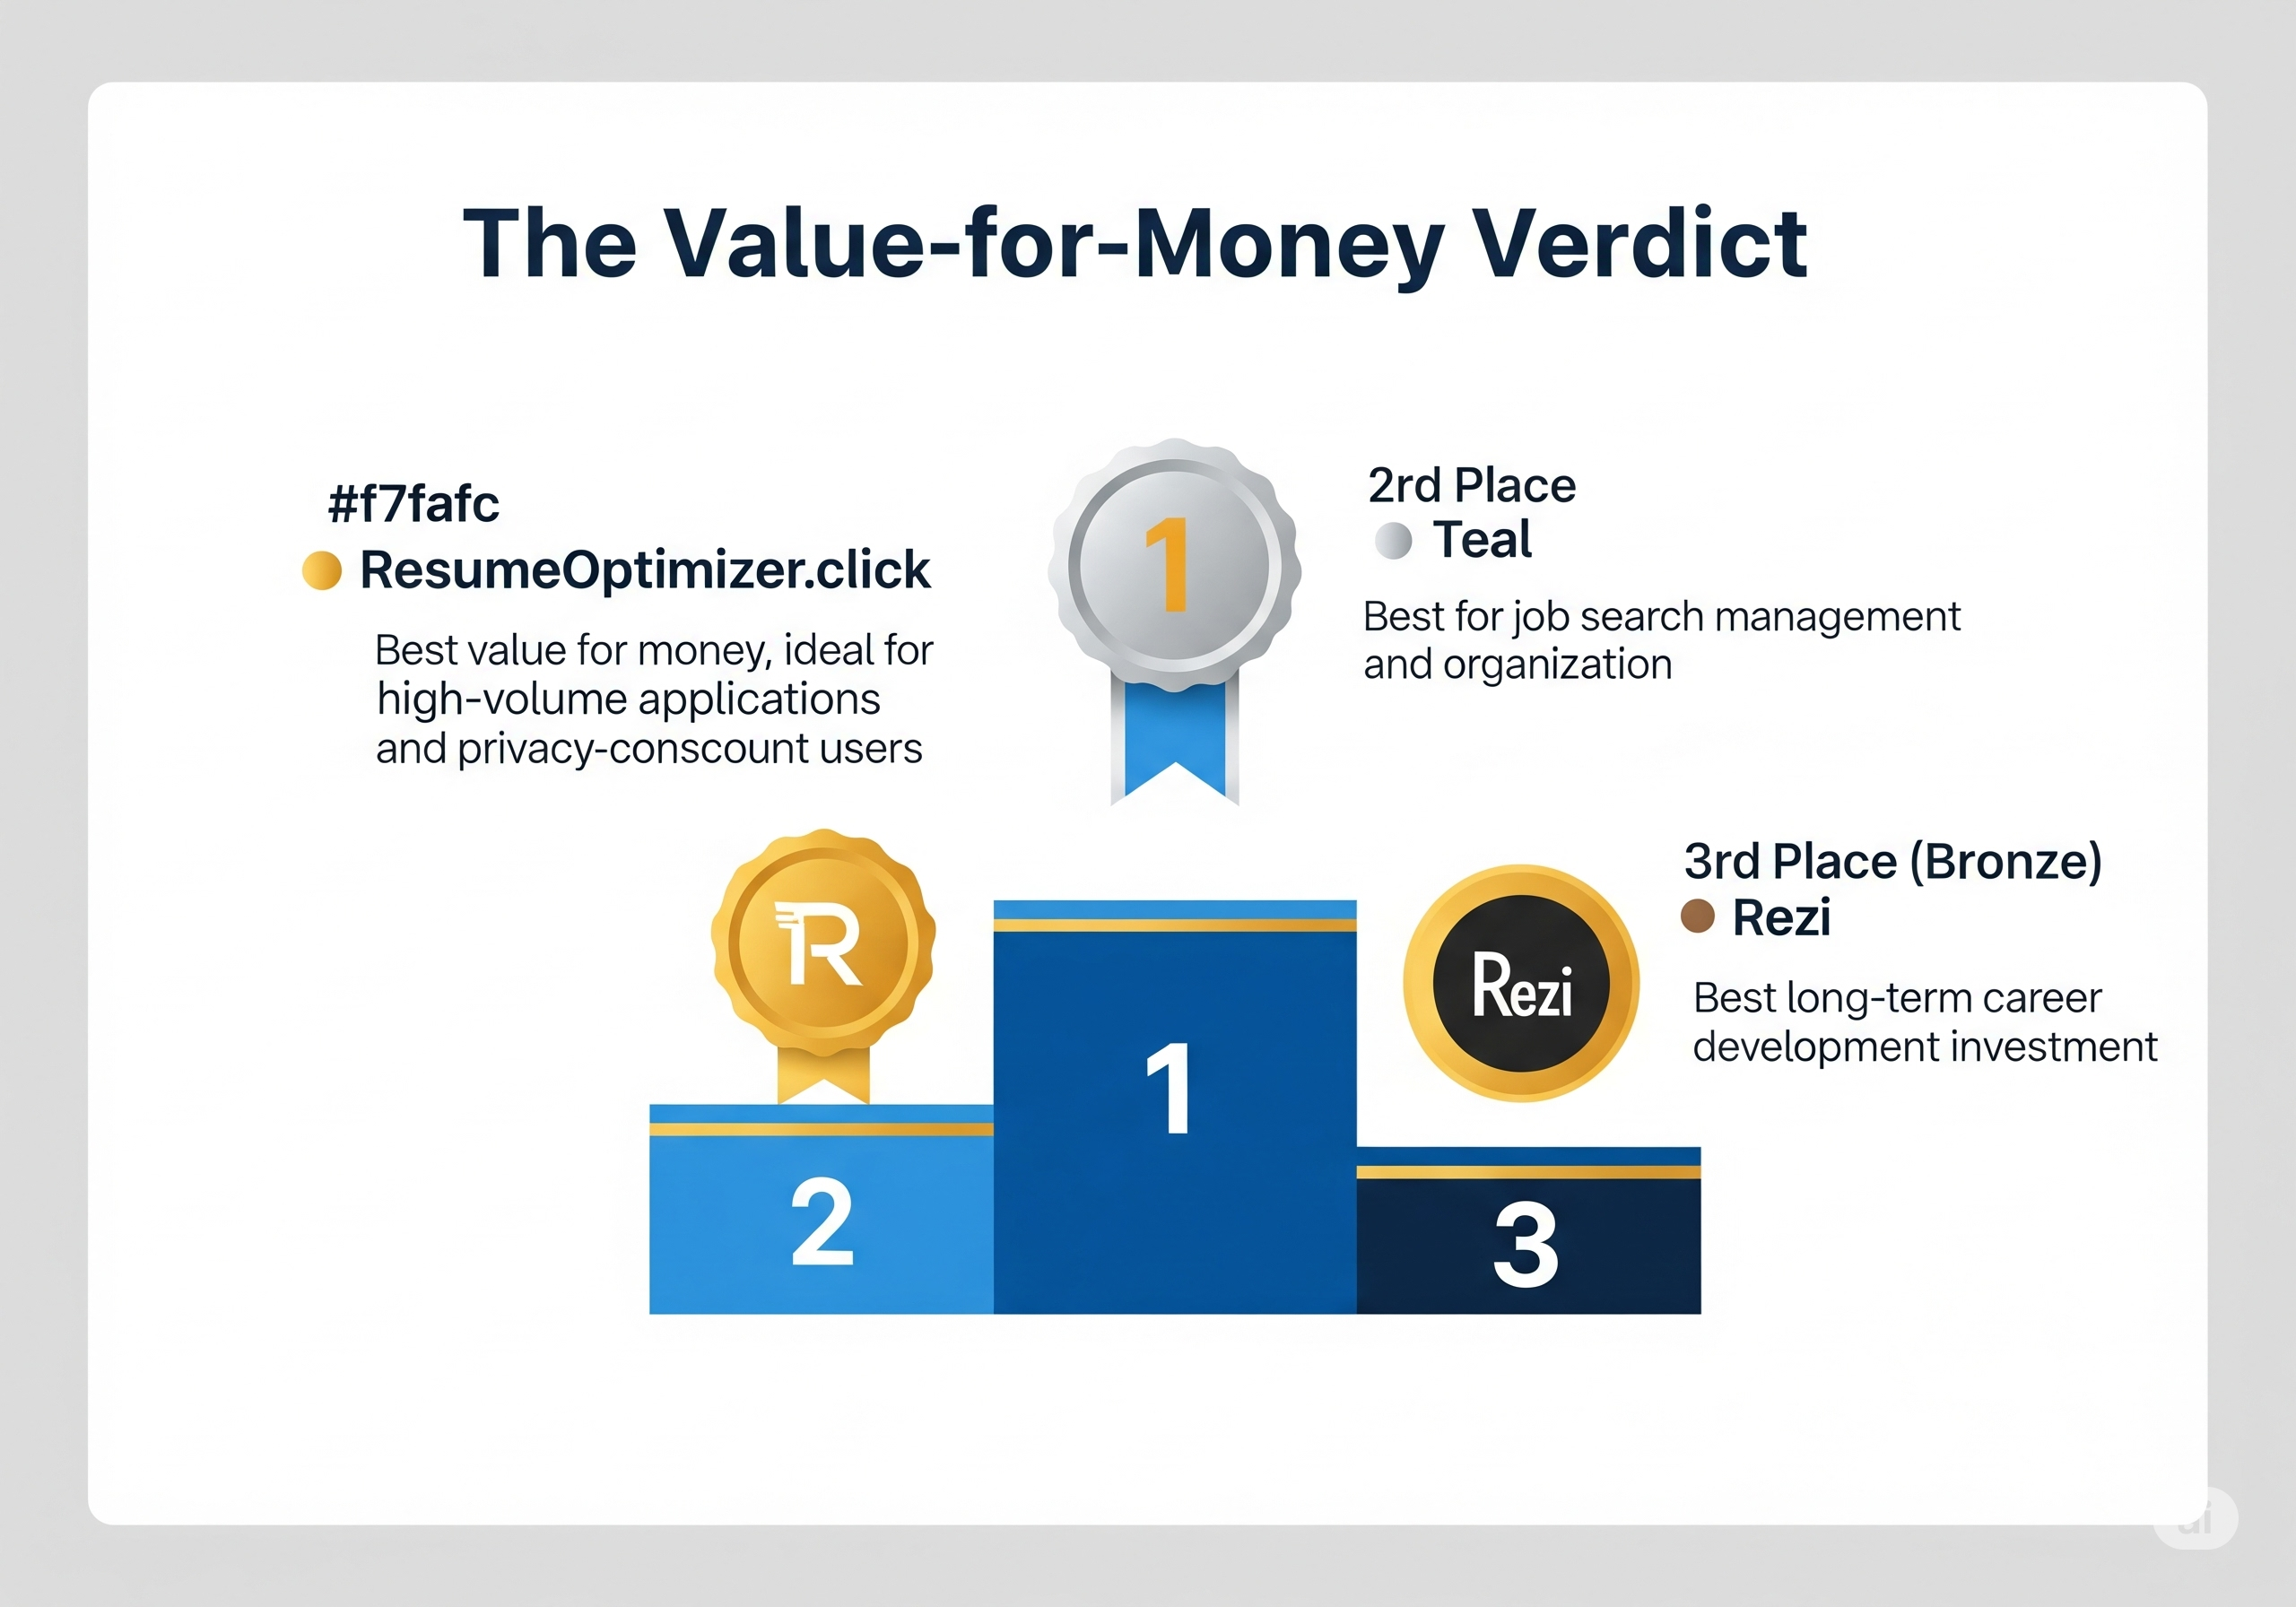 The Value-for-Money Verdict
#f7fafc
ResumeOptimizer.click
Best value for money, ideal for
high-volume applications
and privacy-conscount users
1
2rd Place
Teal
Best for job search management
and organization
R
Rezi
3rd Place (Bronze)
Rezi
Best long-term career
development investment
1
2
3
ai